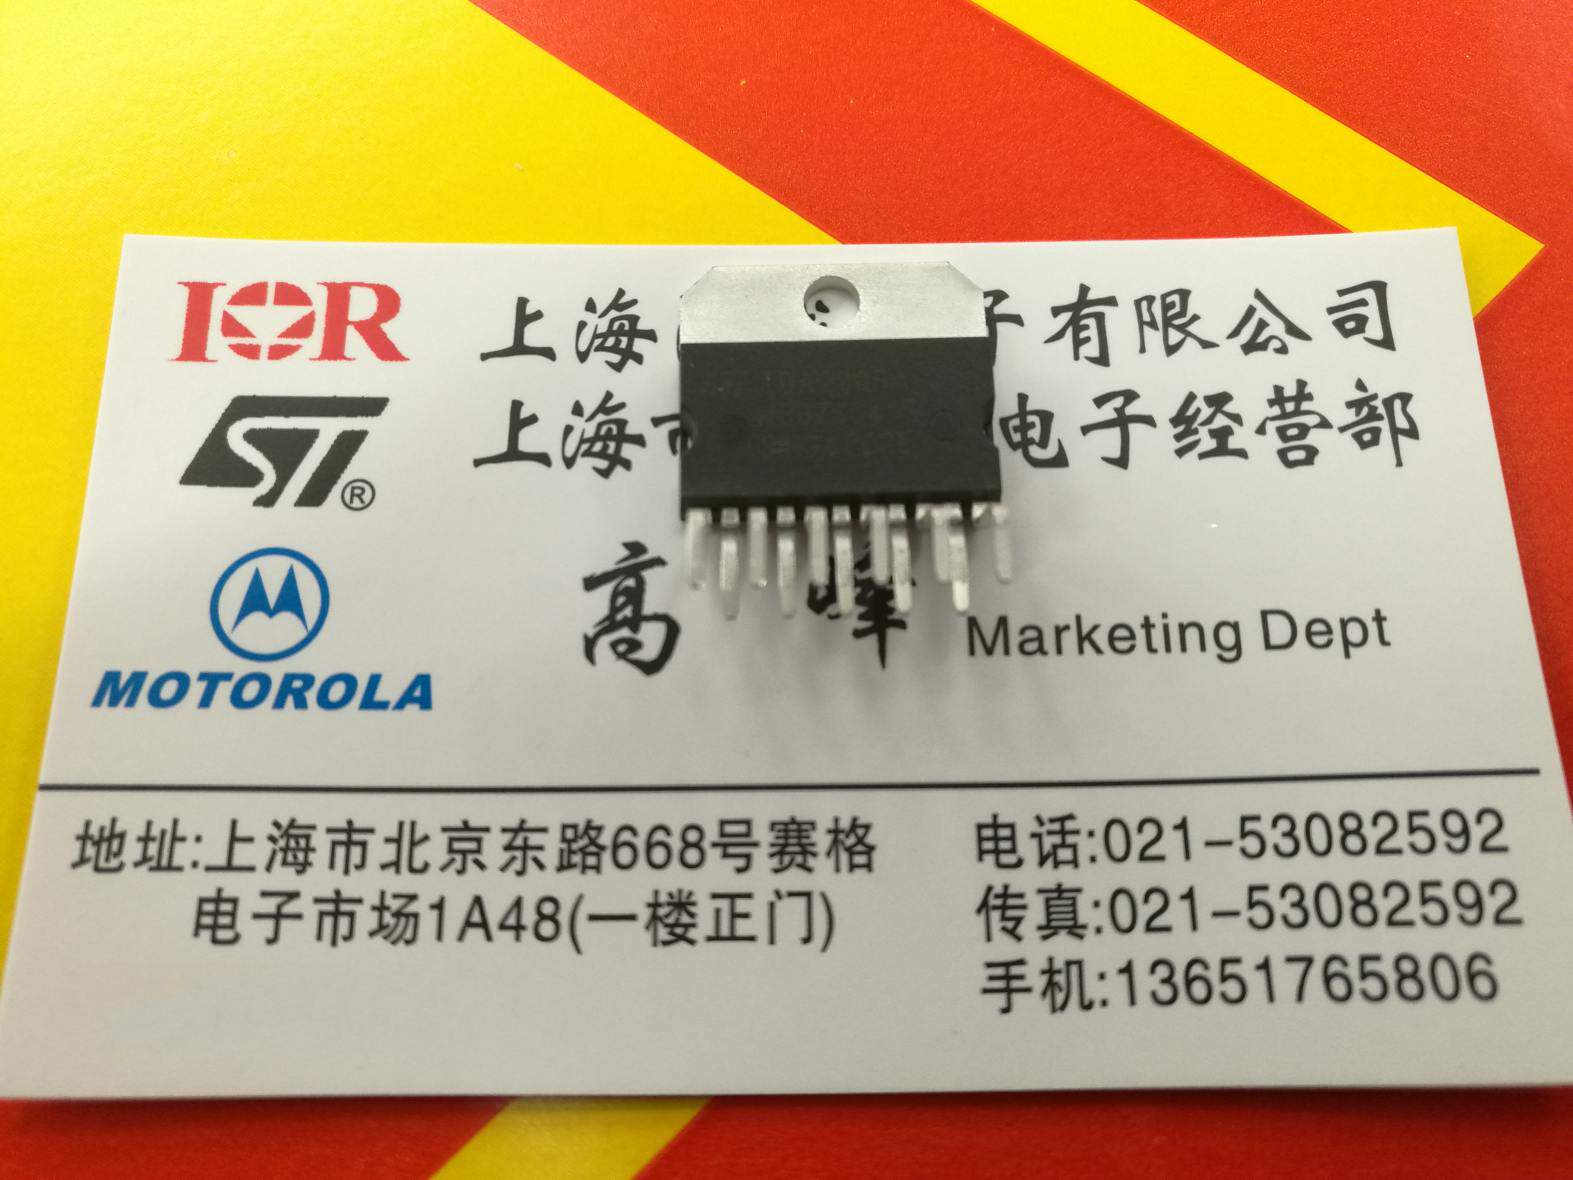 IOR
上海 子有限公司
ST®
上海市 电子经营部
MOTOROLA
高 峰 Marketing Dept
地址:上海市北京东路668号赛格
电子市场1A48(一楼正门)
电话:021-53082592
传真:021-53082592
手机:13651765806